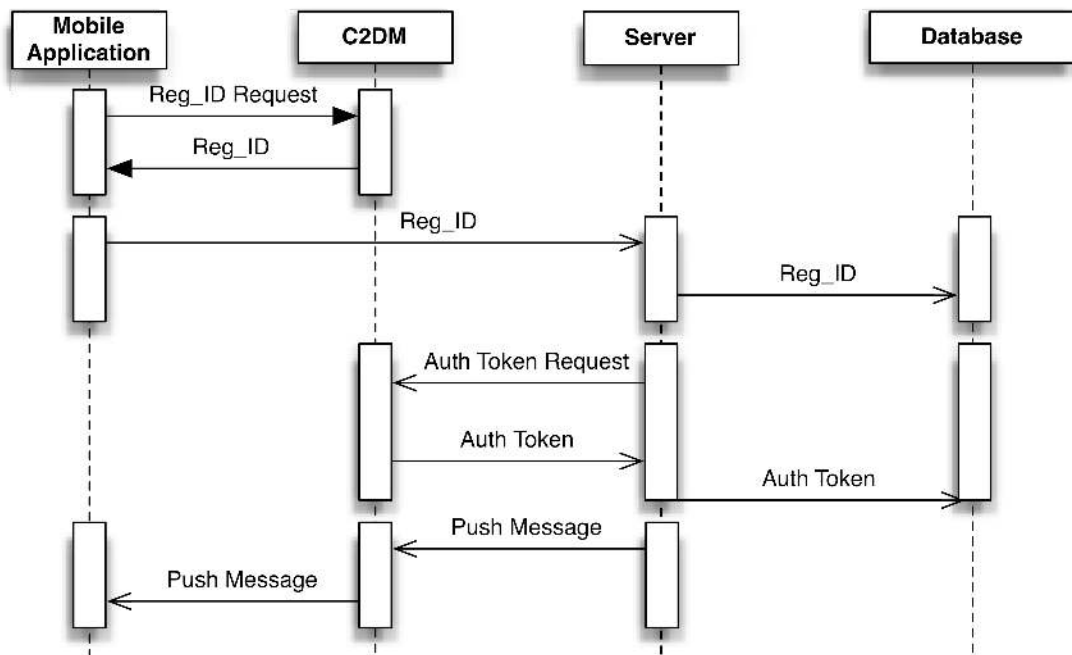 Mobile
Application
C2DM
Server
Database
Reg_ID Request
Reg_ID
Reg_ID
Reg_ID
Auth Token Request
Auth Token
Auth Token
Push Message
Push Message